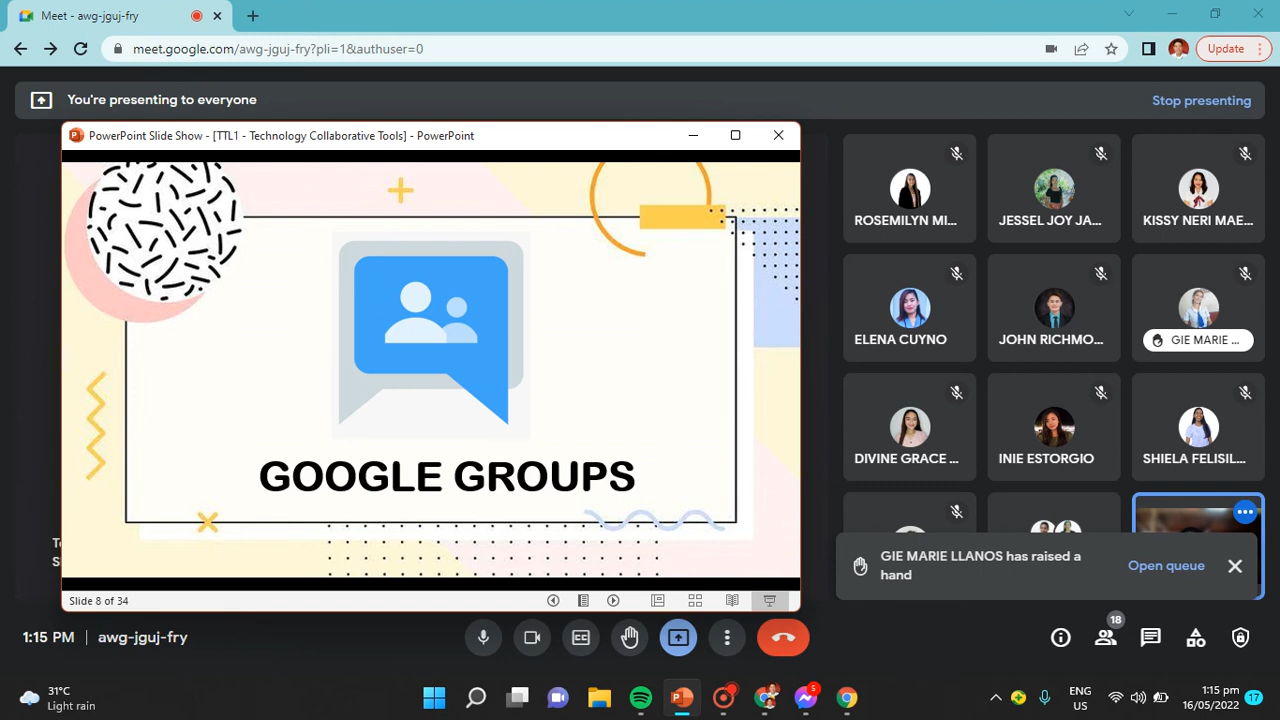 Meet - awg-jguj-fry
meet.google.com/awg-jguj-fry?pli=1&authuser=0
Update
You're presenting to everyone
Stop presenting
PowerPoint Slide Show - [TTL1 - Technology Collaborative Tools] - PowerPoint
GOOGLE GROUPS
Slide 8 of 34
ROSEMILYN MI...
JESSEL JOY JA...
KISSY NERI MAE...
ELENA CUYNO
JOHN RICHMO...
GIE MARIE ...
DIVINE GRACE ...
INIE ESTORGIO
SHIELA FELISIL...
GIE MARIE LLANOS has raised a
hand
Open queue
1:15 PM | awg-jguj-fry
CC
18
31°C
Light rain
5
ENG
US
1:15 pm
16/05/2022
17